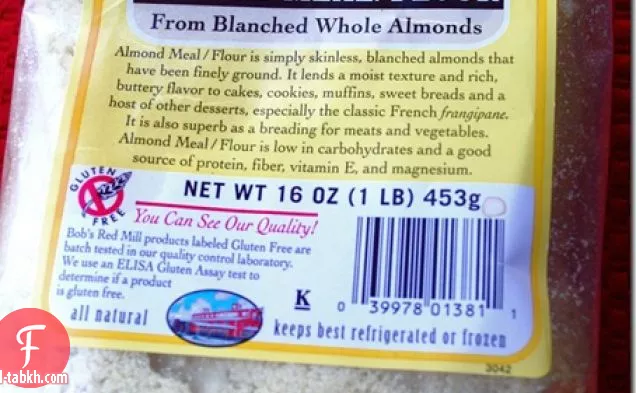 From Blanched Whole Almonds
Almond Meal / Flour is simply skinless, blanched almonds that
have been finely ground. It lends a moist texture and rich,
buttery flavor to cakes, cookies, muffins, sweet breads and a
host of other desserts, especially the classic French frangipane.
It is also superb as a breading for meats and vegetables.
Almond Meal / Flour is low in carbohydrates and a good
source of protein, fiber, vitamin E, and magnesium.
GLUTEN
FREE
NET WT 16 OZ (1 LB) 453g
You Can See Our Quality!
Bob's Red Mill products labeled Gluten Free are
batch tested in our quality control laboratory.
We use an ELISA Gluten Assay test to
determine if a product
is gluten free.
all natural
K
0 39978 01381 1
keeps best refrigerated or frozen
3042
F
l-tabkh.com